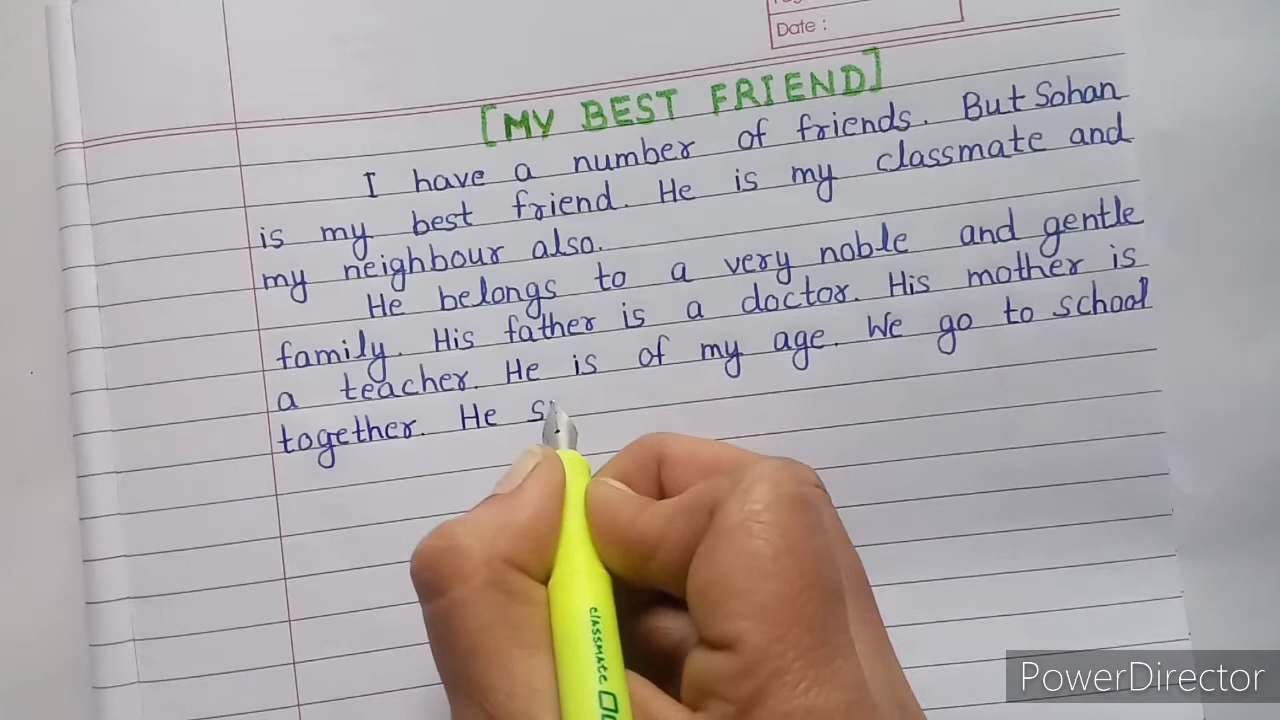 Date :
[MY BEST FRIEND]
I have a number of friends. But Sohan
is my best friend. He is my classmate and
my neighbour also.
He belongs to a very noble and gentle
family. His father is a doctor. His mother is
a teacher. He is of my age. We go to school
together. He s
classmate
PowerDirector